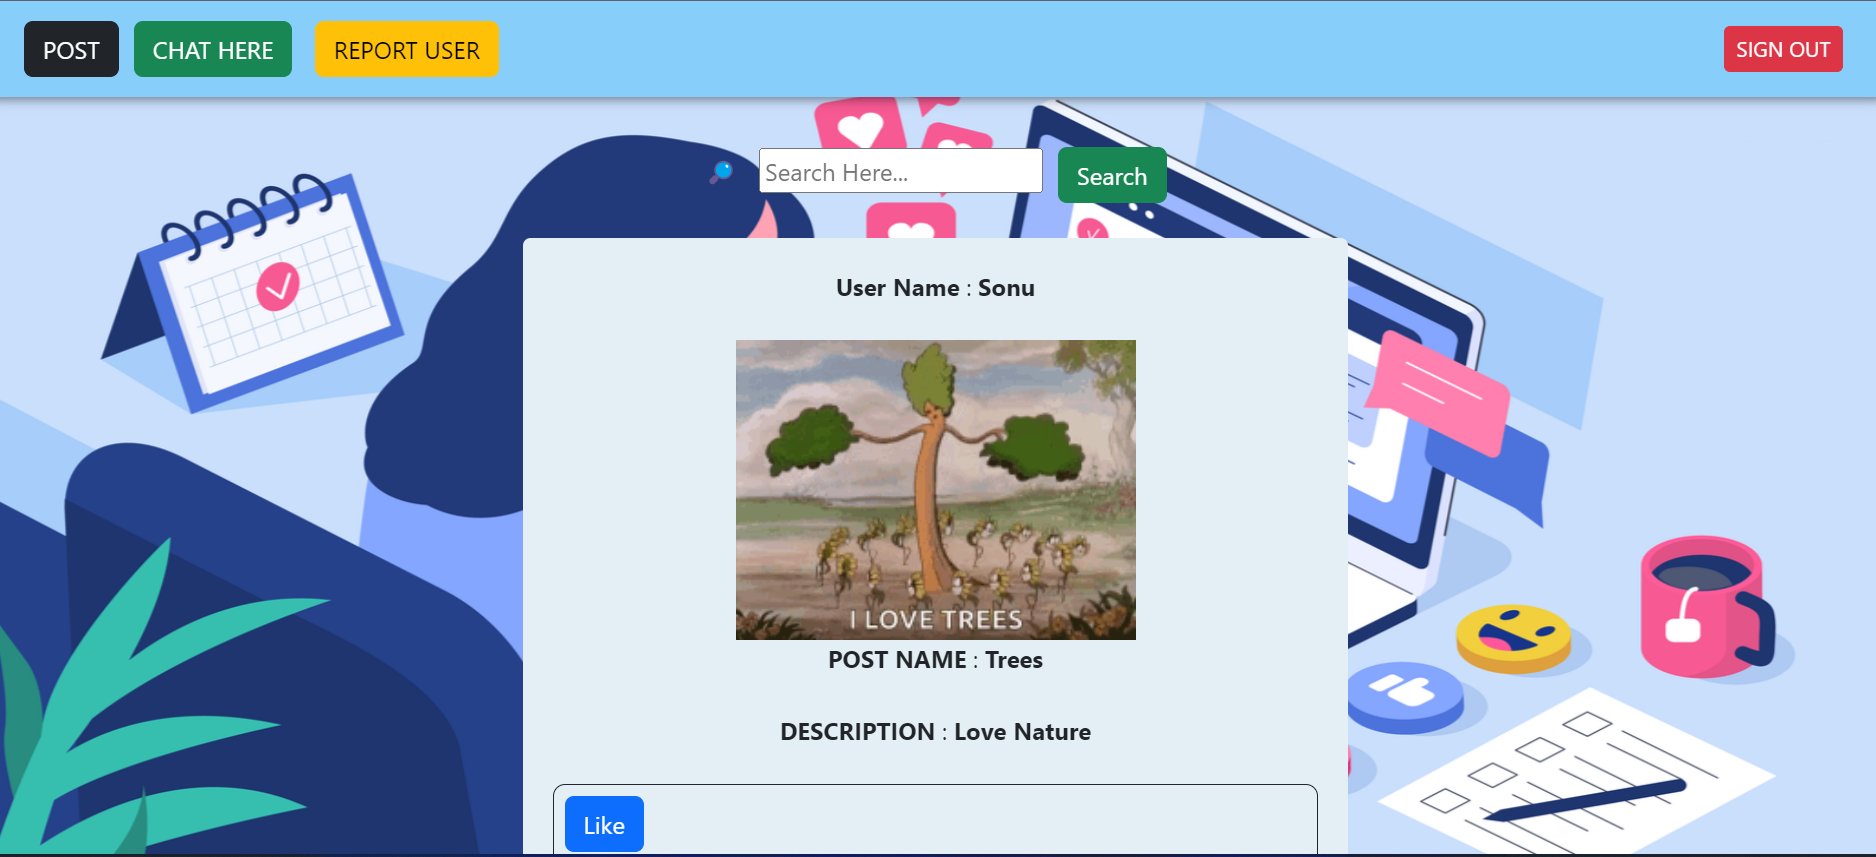 POST CHAT HERE REPORT USER SIGN OUT
Search Here... Search
User Name : Sonu
I LOVE TREES
POST NAME : Trees
DESCRIPTION : Love Nature
Like